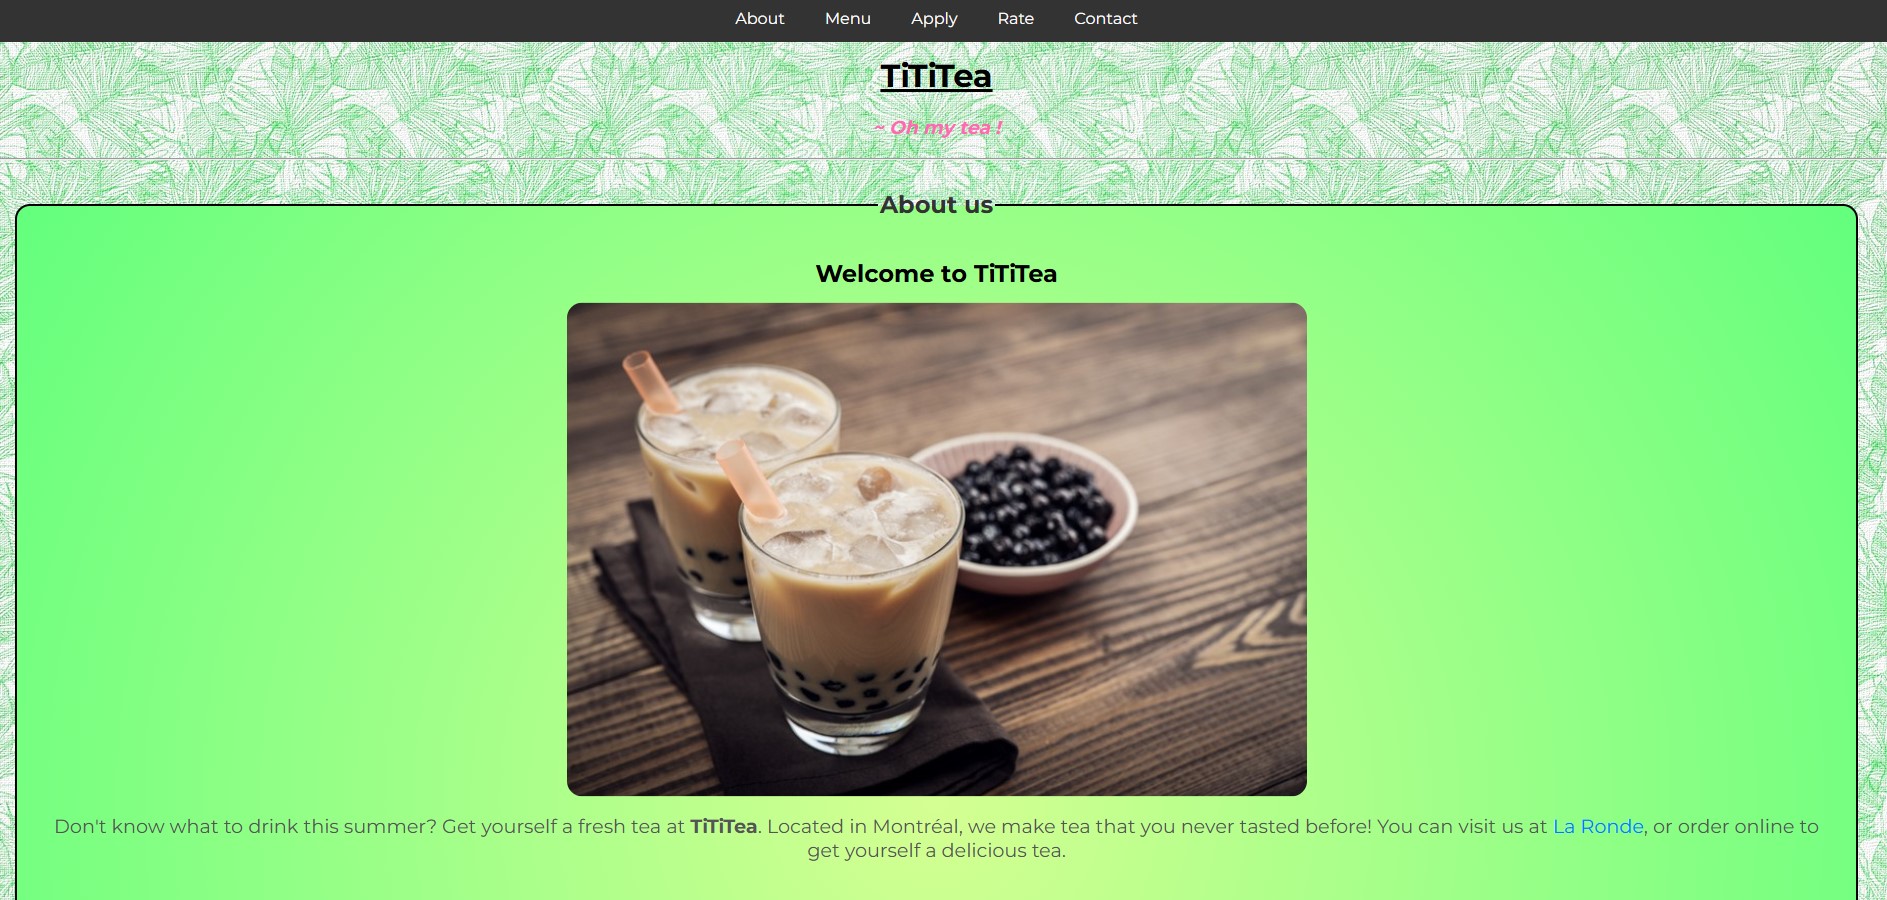 About Menu Apply Rate Contact
TiTiTea
~ Oh my tea !
About us
Welcome to TiTiTea
Don't know what to drink this summer? Get yourself a fresh tea at TiTiTea. Located in Montréal, we make tea that you never tasted before! You can visit us at La Ronde, or order online to
get yourself a delicious tea.